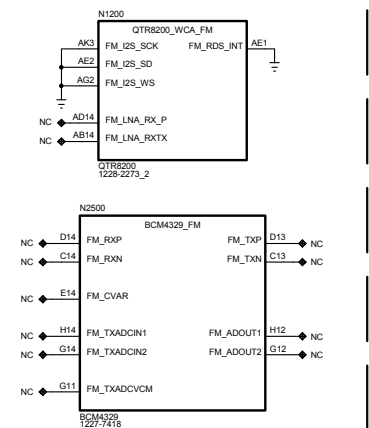 N1200
QTR8200_WCA_FM
AK3 FM_I2S_SCK FM_RDS_INT AE1
AE2 FM_I2S_SD
AG2 FM_I2S_WS
NC AD14 FM_LNA_RX_P
NC AB14 FM_LNA_RXTX
QTR8200
1228-2273_2
N2500
BCM4329_FM
NC D14 FM_RXP FM_TXP D13 NC
NC C14 FM_RXN FM_TXN C13 NC
NC E14 FM_CVAR
NC H14 FM_TXADCIN1 FM_ADOUT1 H12 NC
NC G14 FM_TXADCIN2 FM_ADOUT2 G12 NC
NC G11 FM_TXADCVCM
BCM4329
1227-7418